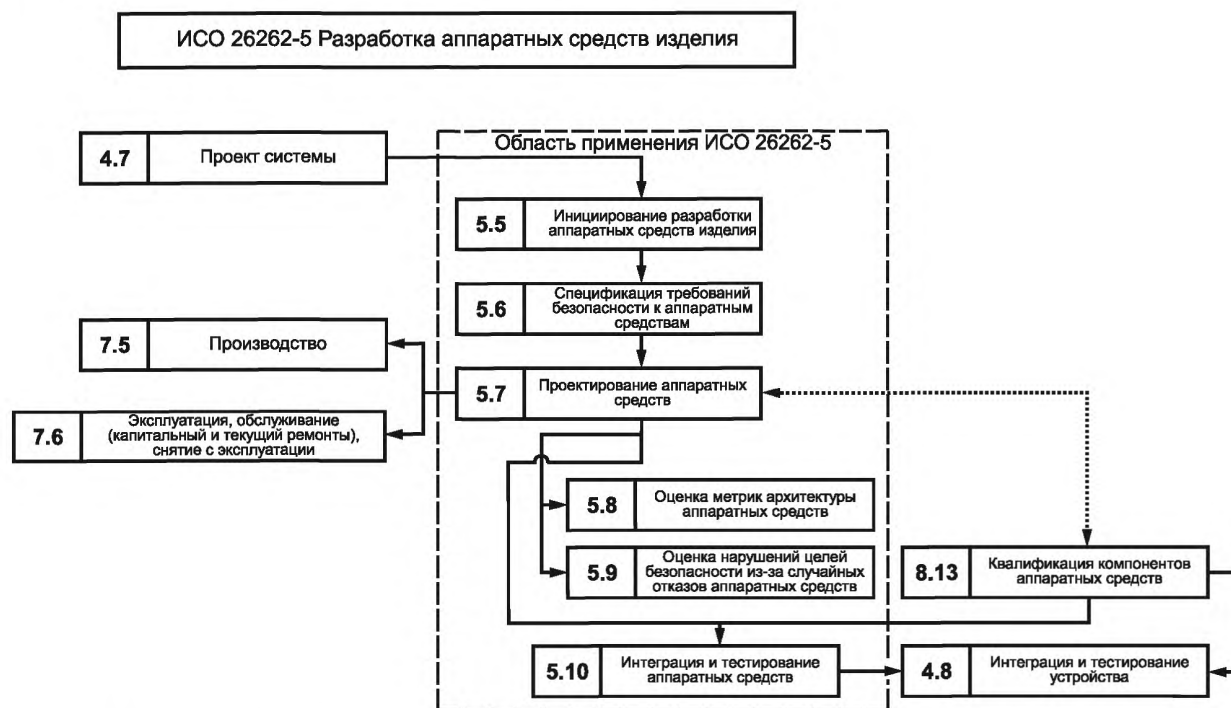 ИСО 26262-5 Разработка аппаратных средств изделия
Область применения ИСО 26262-5
4.7
Проект системы
5.5
Инициирование разработки
аппаратных средств изделия
5.6
Спецификация требований
безопасности к аппаратным
средствам
7.5
Производство
5.7
Проектирование аппаратных
средств
7.6
Эксплуатация, обслуживание
(капитальный и текущий ремонты),
снятие с эксплуатации
5.8
Оценка метрик архитектуры
аппаратных средств
5.9
Оценка нарушений целей
безопасности из-за случайных
отказов аппаратных средств
8.13
Квалификация компонентов
аппаратных средств
5.10
Интеграция и тестирование
аппаратных средств
4.8
Интеграция и тестирование
устройства